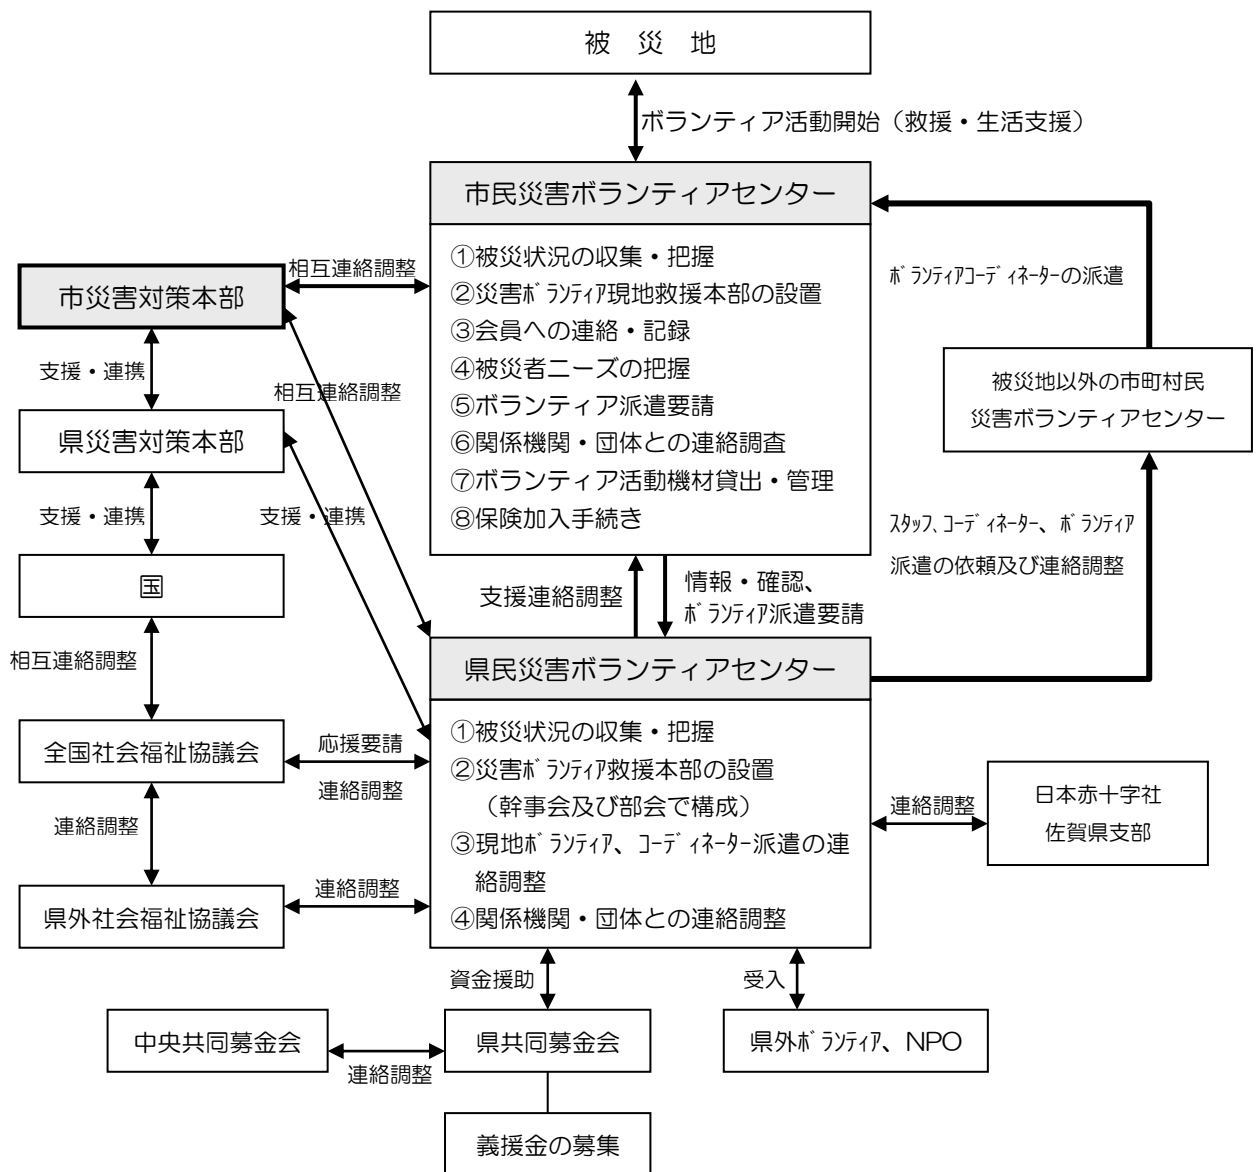 被　災　地
ボランティア活動開始（救援・生活支援）
市民災害ボランティアセンター
①被災状況の収集・把握
②災害ﾎﾞﾗﾝﾃｨｱ現地救援本部の設置
③会員への連絡・記録
④被災者ニーズの把握
⑤ボランティア派遣要請
⑥関係機関・団体との連絡調査
⑦ボランティア活動機材貸出・管理
⑧保険加入手続き
相互連絡調整
市災害対策本部
支援・連携
相互連絡調整
県災害対策本部
支援・連携
支援・連携
国
相互連絡調整
ﾎﾞﾗﾝﾃｨｱｺｰﾃﾞｨﾈｰﾀｰの派遣
被災地以外の市町村民
災害ボランティアセンター
ｽﾀｯﾌ、ｺｰﾃﾞｨﾈｰﾀｰ、ﾎﾞﾗﾝﾃｨｱ
派遣の依頼及び連絡調整
支援連絡調整
情報・確認、
ﾎﾞﾗﾝﾃｨｱ派遣要請
県民災害ボランティアセンター
①被災状況の収集・把握
②災害ﾎﾞﾗﾝﾃｨｱ救援本部の設置
（幹事会及び部会で構成）
③現地ﾎﾞﾗﾝﾃｨｱ、ｺｰﾃﾞｨﾈｰﾀｰ派遣の連
絡調整
④関係機関・団体との連絡調整
全国社会福祉協議会
応援要請
連絡調整
連絡調整
県外社会福祉協議会
連絡調整
連絡調整
日本赤十字社
佐賀県支部
資金援助
受入
中央共同募金会
連絡調整
県共同募金会
県外ﾎﾞﾗﾝﾃｨｱ、NPO
義援金の募集